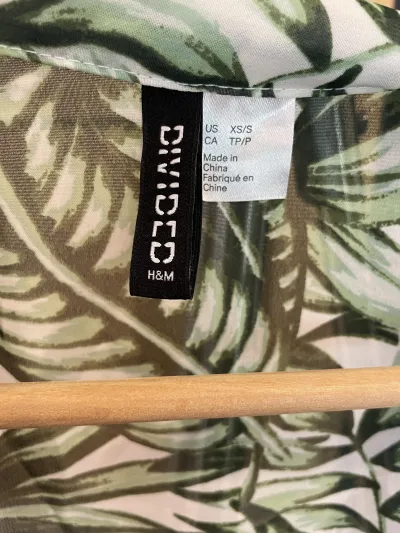 DIVIDED
H&M
US XS/S
CA TP/P
Made in
China
Fabriqué en
Chine